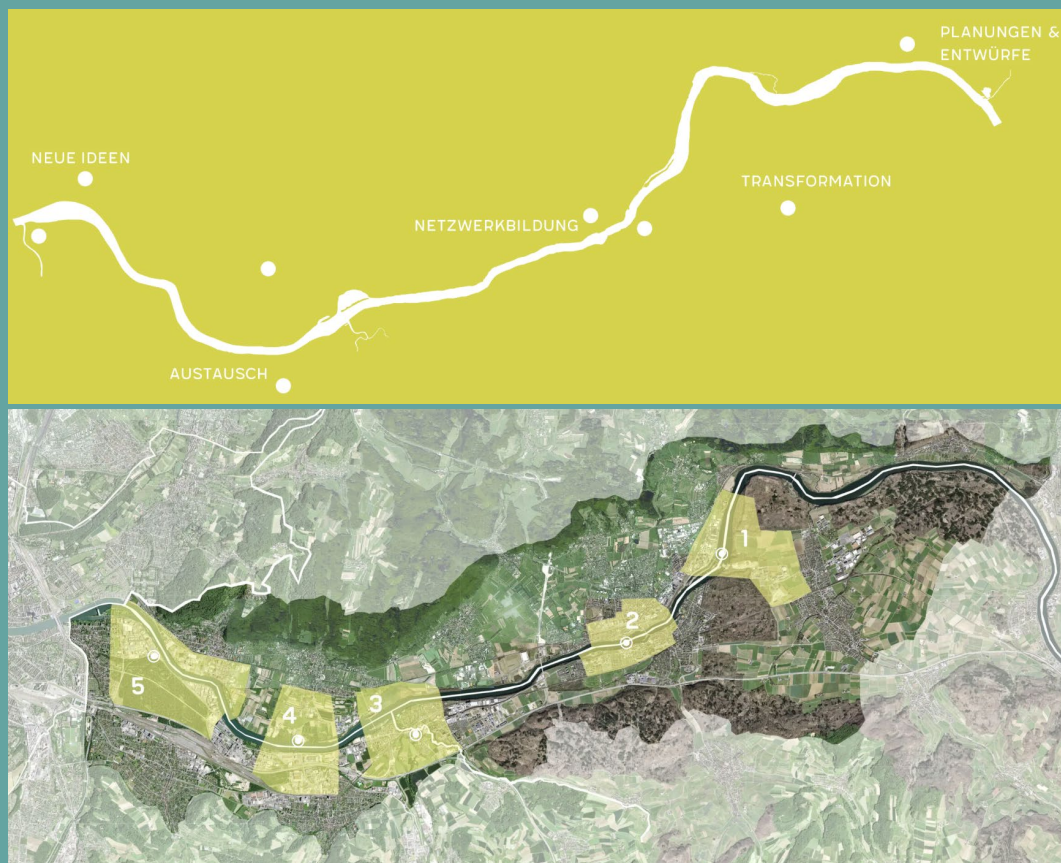 PLANUNGEN &
ENTWÜRFE
NEUE IDEEN
TRANSFORMATION
NETZWERKBILDUNG
AUSTAUSCH
1
2
3
4
5